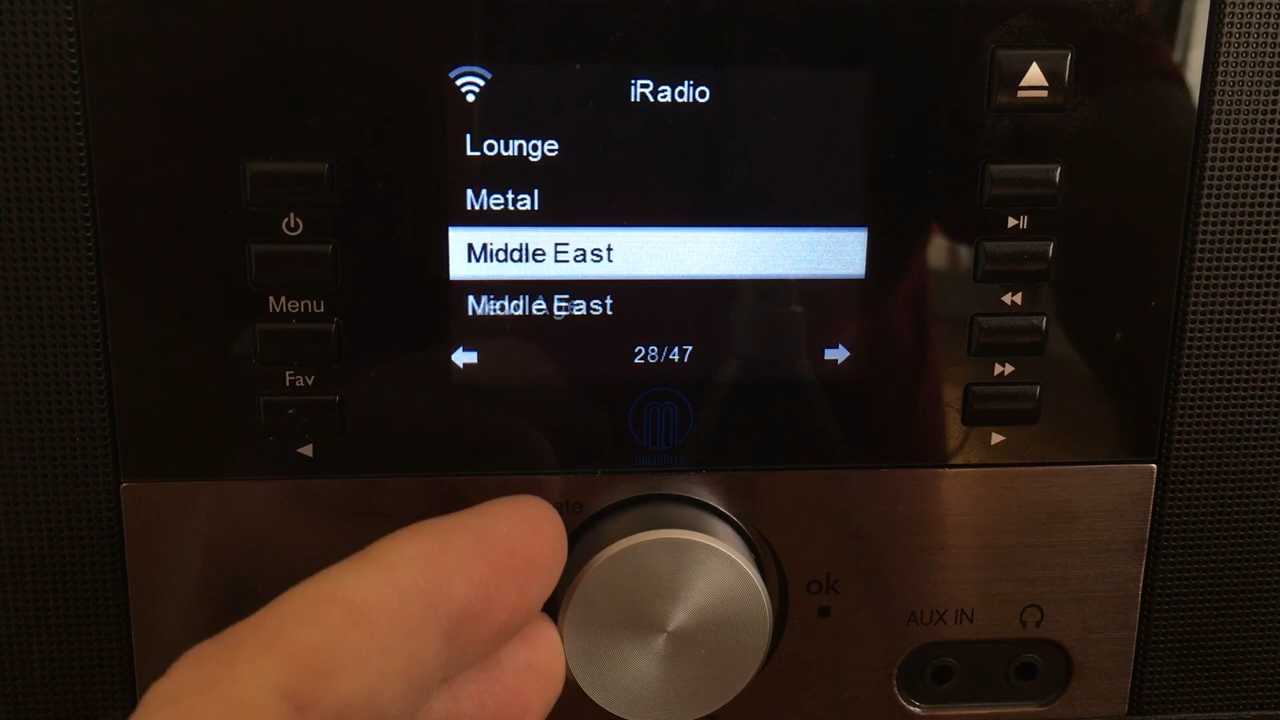 iRadio
Lounge
Metal
Middle East
Middle East
28/47
Menu
Fav
ok
AUX IN